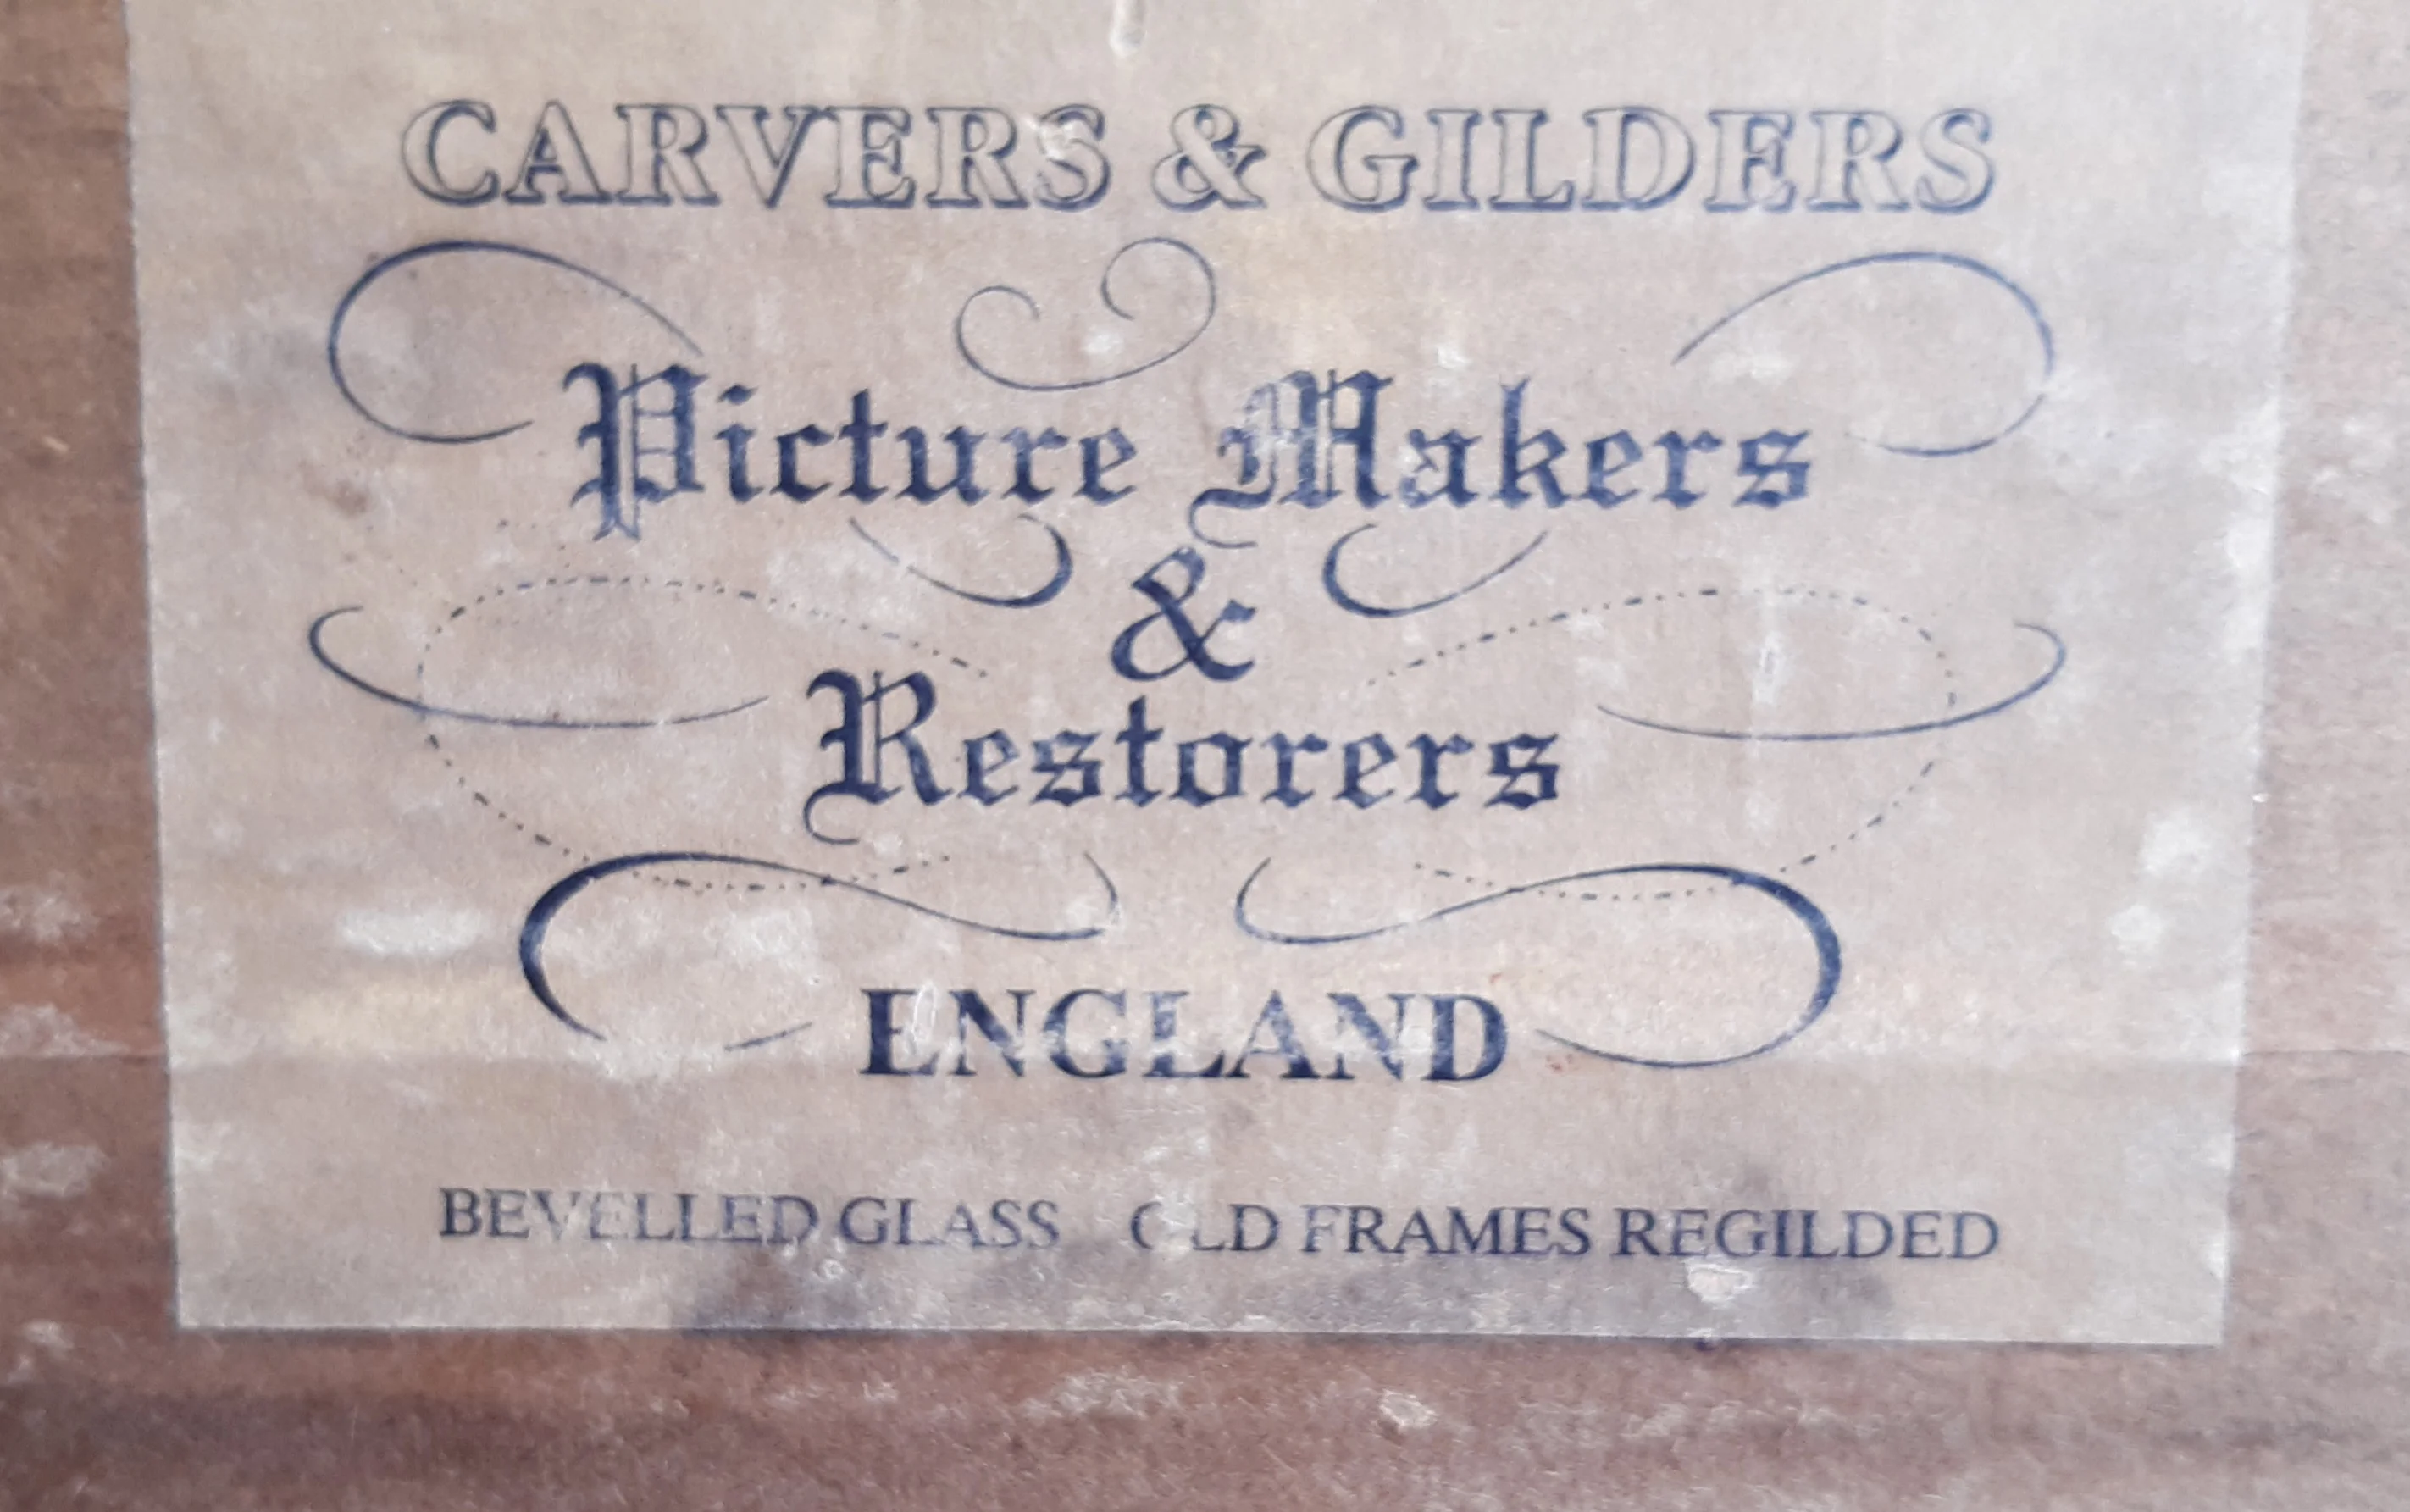 CARVERS & GILDERS
Picture Makers
&
Restorers
ENGLAND
BEVELLED GLASS OLD FRAMES REGILDED